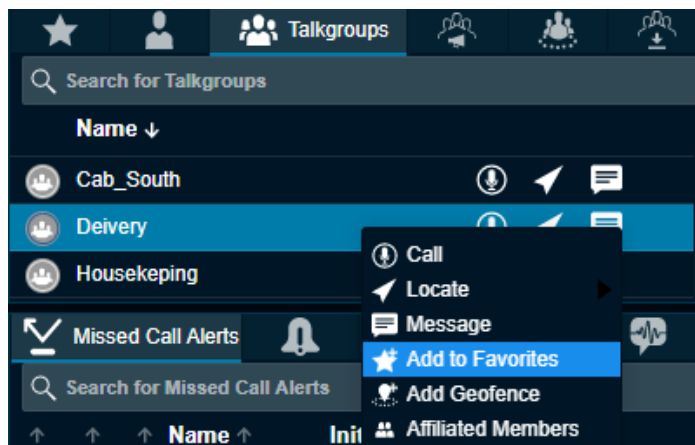 Talkgroups
Search for Talkgroups
Name ↓
Cab_South
Deivery
Housekeping
Call
Locate
Message
Add to Favorites
Add Geofence
Affiliated Members
Missed Call Alerts
Search for Missed Call Alerts
↑ ↑ ↑ Name ↑ Init